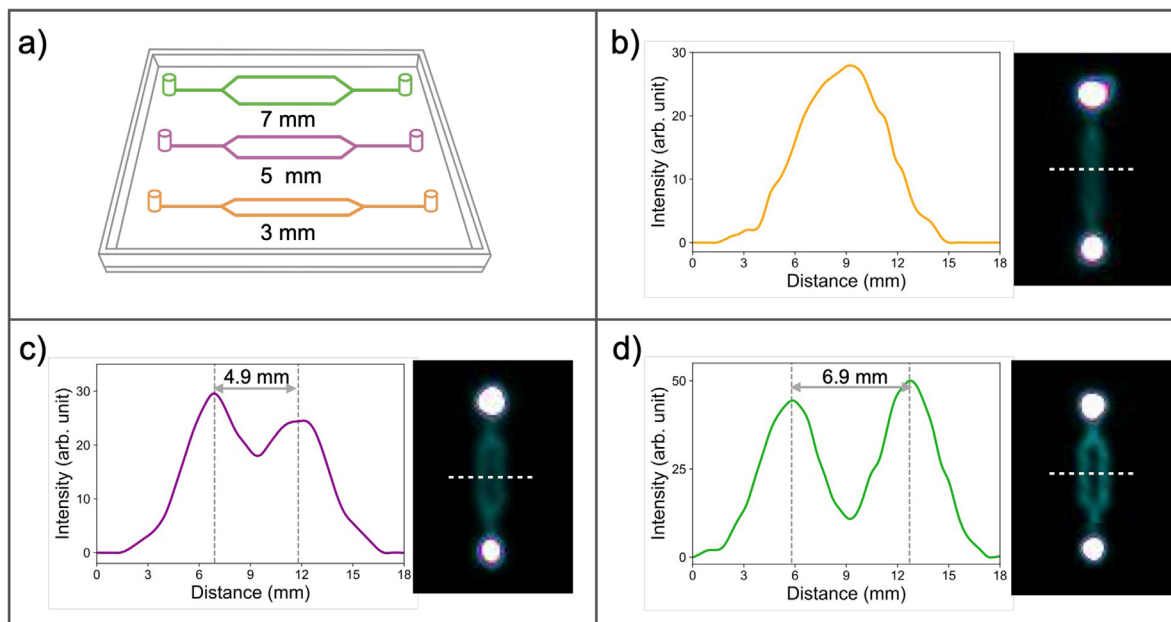 a)
7 mm
5 mm
3 mm
b)
Intensity (arb. unit)
30
20
10
0
0 3 6 9 12 15 18
Distance (mm)
c)
4.9 mm
Intensity (arb. unit)
30
20
10
0
0 3 6 9 12 15 18
Distance (mm)
d)
6.9 mm
Intensity (arb. unit)
50
25
0
0 3 6 9 12 15 18
Distance (mm)